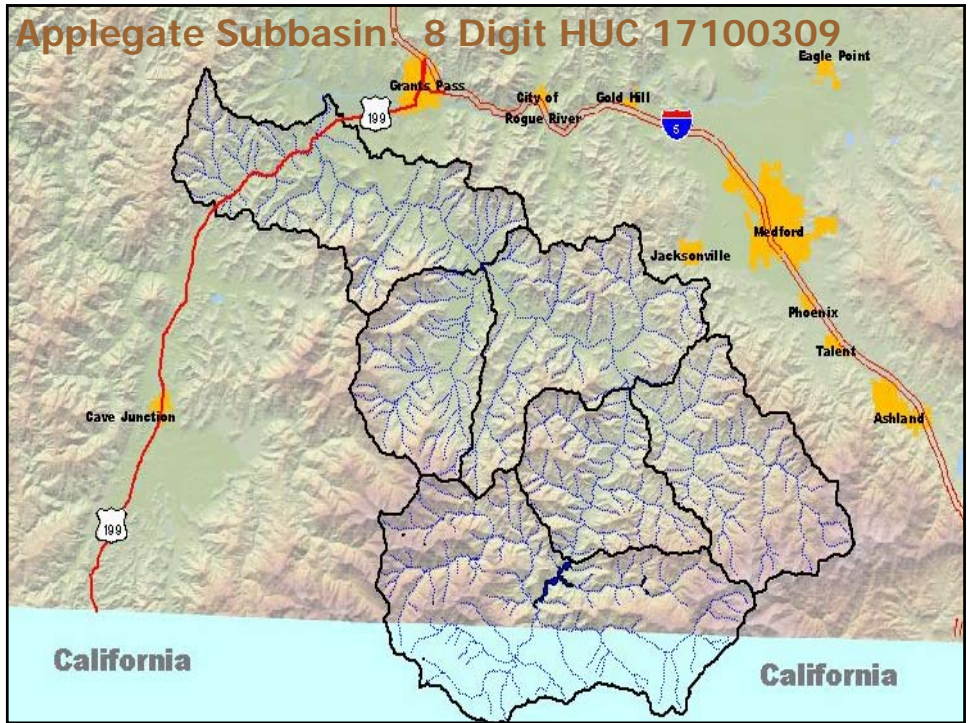 Applegate Subbasin: 8 Digit HUC 17100309
Eagle Point
Grants Pass
199
City of
Rogue River
Gold Hill
5
Medford
Jacksonville
Phoenix
Talent
Ashland
Cave Junction
199
California
California